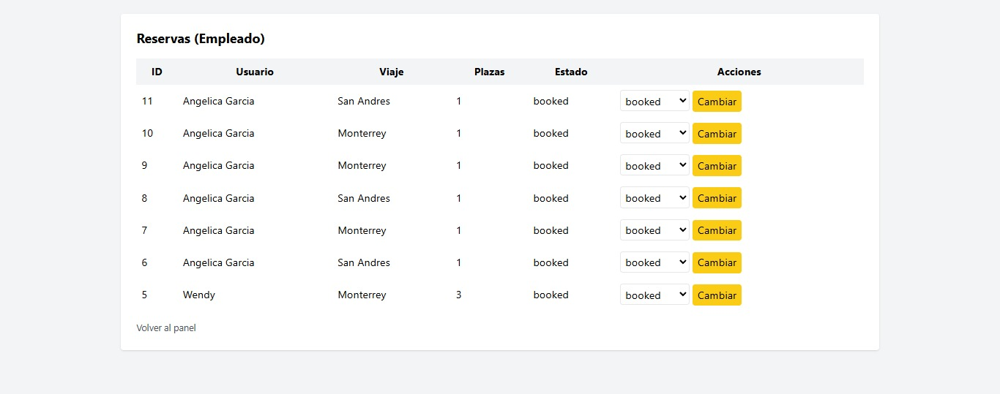 Reservas (Empleado)
ID Usuario Viaje Plazas Estado Acciones
11 Angelica Garcia San Andres 1 booked booked Cambiar
10 Angelica Garcia Monterrey 1 booked booked Cambiar
9 Angelica Garcia Monterrey 1 booked booked Cambiar
8 Angelica Garcia San Andres 1 booked booked Cambiar
7 Angelica Garcia Monterrey 1 booked booked Cambiar
6 Angelica Garcia San Andres 1 booked booked Cambiar
5 Wendy Monterrey 3 booked booked Cambiar
Volver al panel